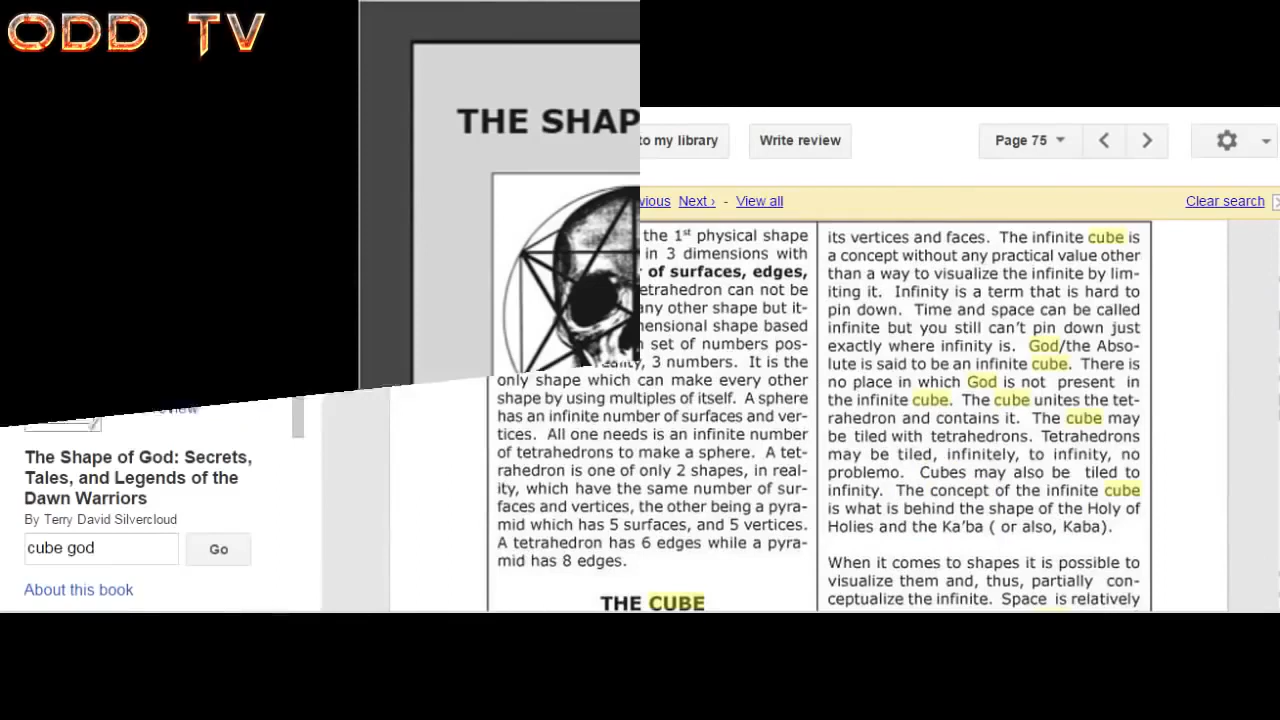 ODD TV
THE SHAP
to my library
Write review
Page 75
Next ›
-
View all
Clear search
the 1st physical shape
in 3 dimensions with
of surfaces, edges,
etrahedron can not be
any other shape but it-
ensional shape based
set of numbers pos-
reality, 3 numbers. It is the
only shape which can make every other
shape by using multiples of itself. A sphere
has an infinite number of surfaces and ver-
tices. All one needs is an infinite number
of tetrahedrons to make a sphere. A tet-
rahedron is one of only 2 shapes, in real-
ity, which have the same number of sur-
faces and vertices, the other being a pyra-
mid which has 5 surfaces, and 5 vertices.
A tetrahedron has 6 edges while a pyra-
mid has 8 edges.
THE CUBE
its vertices and faces. The infinite cube is
a concept without any practical value other
than a way to visualize the infinite by lim-
iting it. Infinity is a term that is hard to
pin down. Time and space can be called
infinite but you still can't pin down just
exactly where infinity is. God/the Abso-
lute is said to be an infinite cube. There is
no place in which God is not present in
the infinite cube. The cube unites the tet-
rahedron and contains it. The cube may
be tiled with tetrahedrons. Tetrahedrons
may be tiled, infinitely, to infinity, no
problemo. Cubes may also be tiled to
infinity. The concept of the infinite cube
is what is behind the shape of the Holy of
Holies and the Ka'ba ( or also, Kaba).
When it comes to shapes it is possible to
visualize them and, thus, partially con-
ceptualize the infinite. Space is relatively
The Shape of God: Secrets,
Tales, and Legends of the
Dawn Warriors
By Terry David Silvercloud
cube god
Go
About this book